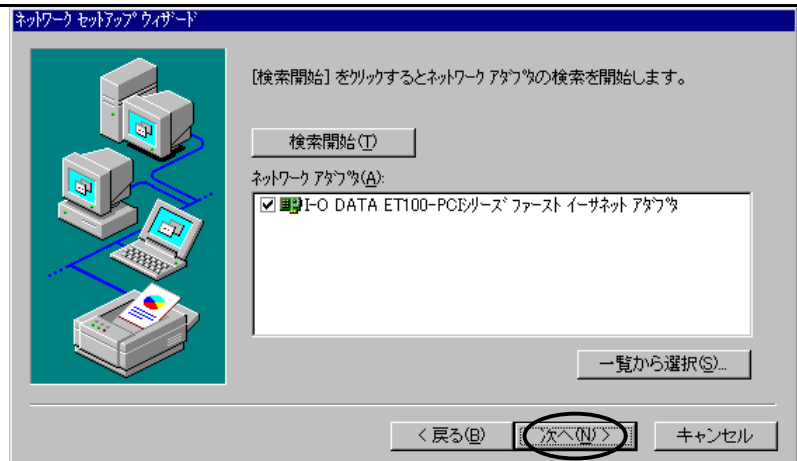 ﾈｯﾄﾜｰｸ ｾｯﾄｱｯﾌﾟ ｳｨｻﾞｰﾄﾞ
[検索開始] をｸﾘｯｸするとﾈｯﾄﾜｰｸ ｱﾀﾞﾌﾟﾀの検索を開始します。
検索開始(T)
ﾈｯﾄﾜｰｸ ｱﾀﾞﾌﾟﾀ(A):
I-O DATA ET100-PCIｼﾘｰｽﾞ ﾌｧｰｽﾄ ｲｰｻﾈｯﾄ ｱﾀﾞﾌﾟﾀ
一覧から選択(S)...
< 戻る(B)
次へ(N) >
キャンセル